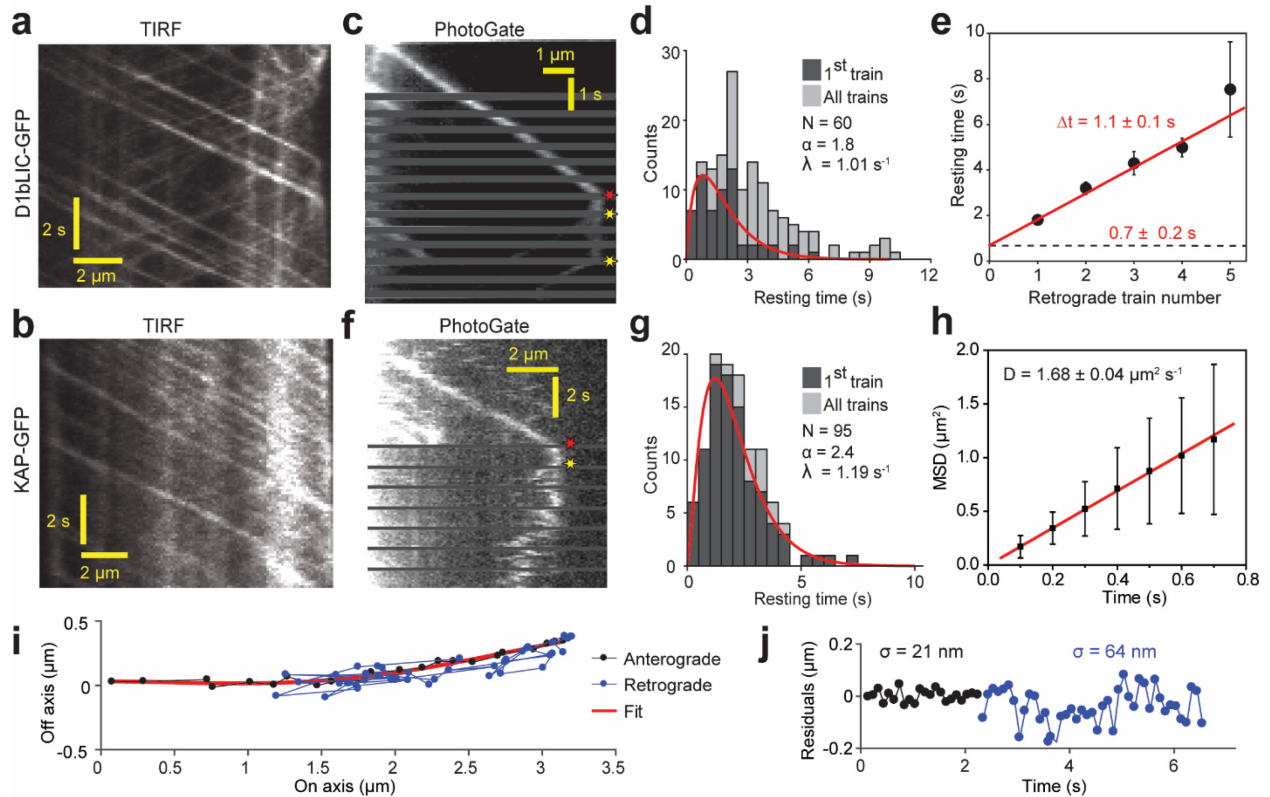 a
TIRF
D1bLIC-GFP
2 s
2 μm
c
PhotoGate
1 μm
1 s
d
30
20
10
0
Counts
1st train
All trains
N = 60
α = 1.8
λ = 1.01 s-1
0
3
6
9
12
Resting time (s)
e
10
8
6
4
2
0
Resting time (s)
Δt = 1.1 ± 0.1 s
0.7 ± 0.2 s
0 1 2 3 4 5
Retrograde train number
b
TIRF
KAP-GFP
2 s
2 μm
f
PhotoGate
2 μm
2 s
g
20
15
10
5
0
Counts
1st train
All trains
N = 95
α = 2.4
λ = 1.19 s-1
0
5
10
Resting time (s)
h
2.0
1.5
1.0
0.5
0.0
MSD (μm²)
D = 1.68 ± 0.04 μm² s-1
0.0 0.2 0.4 0.6 0.8
Time (s)
i
0.5
0
-0.5
Off axis (μm)
Anterograde
Retrograde
Fit
0 0.5 1 1.5 2 2.5 3 3.5
On axis (μm)
j
0.2
0
-0.2
Residuals (μm)
σ = 21 nm
σ = 64 nm
0 2 4 6
Time (s)